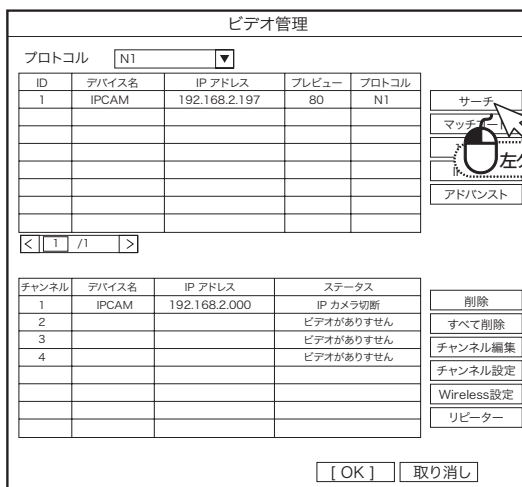 ビデオ管理
プロトコル N1
ID デバイス名 IP アドレス プレビュー プロトコル
1 IPCAM 192.168.2.197 80 N1
サーチ
アドバンスト
< 1 /1 >
チャンネル デバイス名 IP アドレス ステータス
1 IPCAM 192.168.2.000 IP カメラ切断
2 ビデオがありすせん
3 ビデオがありすせん
4 ビデオがありすせん
削除
すべて削除
チャンネル編集
チャンネル設定
Wireless設定
リピーター
[ OK ] 取り消し